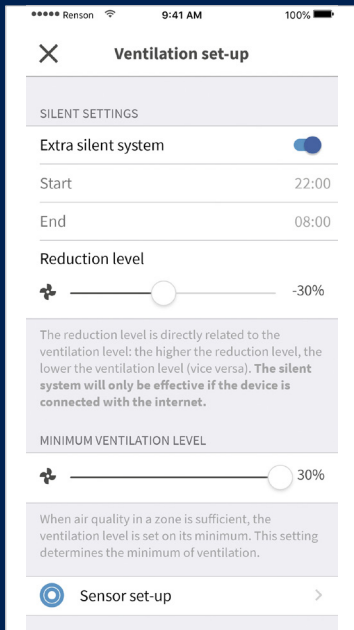 Renson 9:41 AM 100%
Ventilation set-up
SILENT SETTINGS
Extra silent system
Start 22:00
End 08:00
Reduction level
-30%
The reduction level is directly related to the
ventilation level: the higher the reduction level, the
lower the ventilation level (vice versa). The silent
system will only be effective if the device is
connected with the internet.
MINIMUM VENTILATION LEVEL
30%
When air quality in a zone is sufficient, the
ventilation level is set on its minimum. This setting
determines the minimum of ventilation.
Sensor set-up